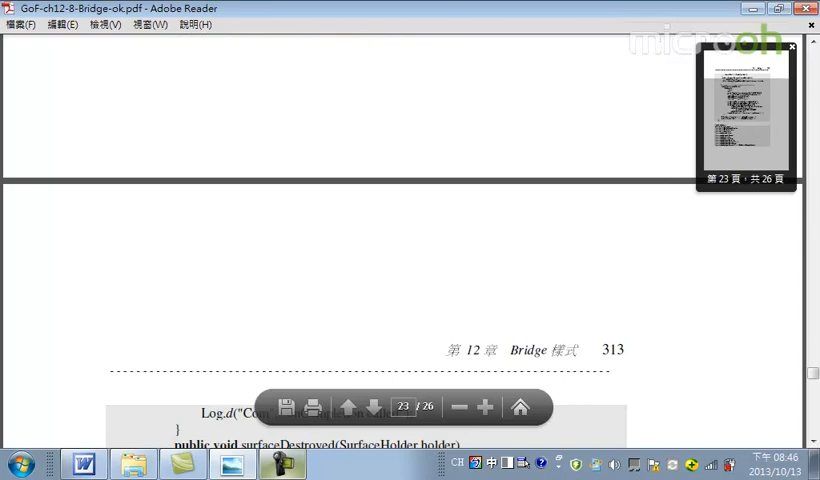 GoF-ch12-8-Bridge-ok.pdf - Adobe Reader
檔案(F) 編輯(E) 檢視(V) 視窗(W) 說明(H)
microoh
第 23 頁，共 26 頁
第 12 章 Bridge 樣式 313
Log.d("Com
}
23 / 26
public void surfaceDestroyed(SurfaceHolder holder)
CH 中
下午 08:46
2013/10/13